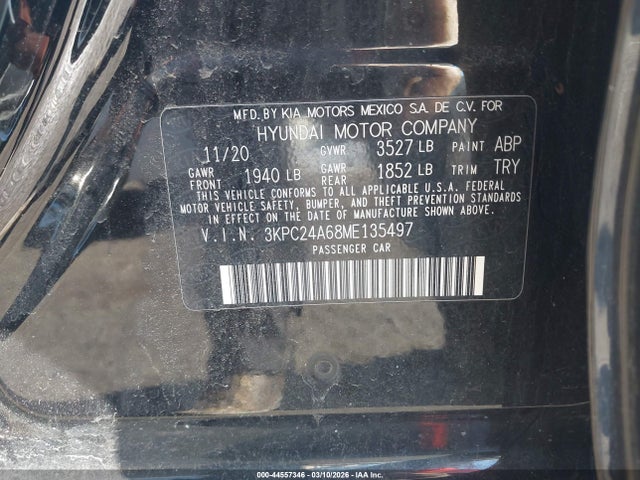 MFD. BY KIA MOTORS MEXICO S.A. DE C.V. FOR
HYUNDAI MOTOR COMPANY
11/20 GVWR 3527 LB PAINT ABP
GAWR FRONT 1940 LB GAWR REAR 1852 LB TRIM TRY
THIS VEHICLE CONFORMS TO ALL APPLICABLE U.S.A. FEDERAL
MOTOR VEHICLE SAFETY, BUMPER, AND THEFT PREVENTION STANDARDS
IN EFFECT ON THE DATE OF MANUFACTURE SHOWN ABOVE.
V.I.N. 3KPC24A68ME135497
PASSENGER CAR
000-44557346 - 03/10/2026 - IAAI.COM